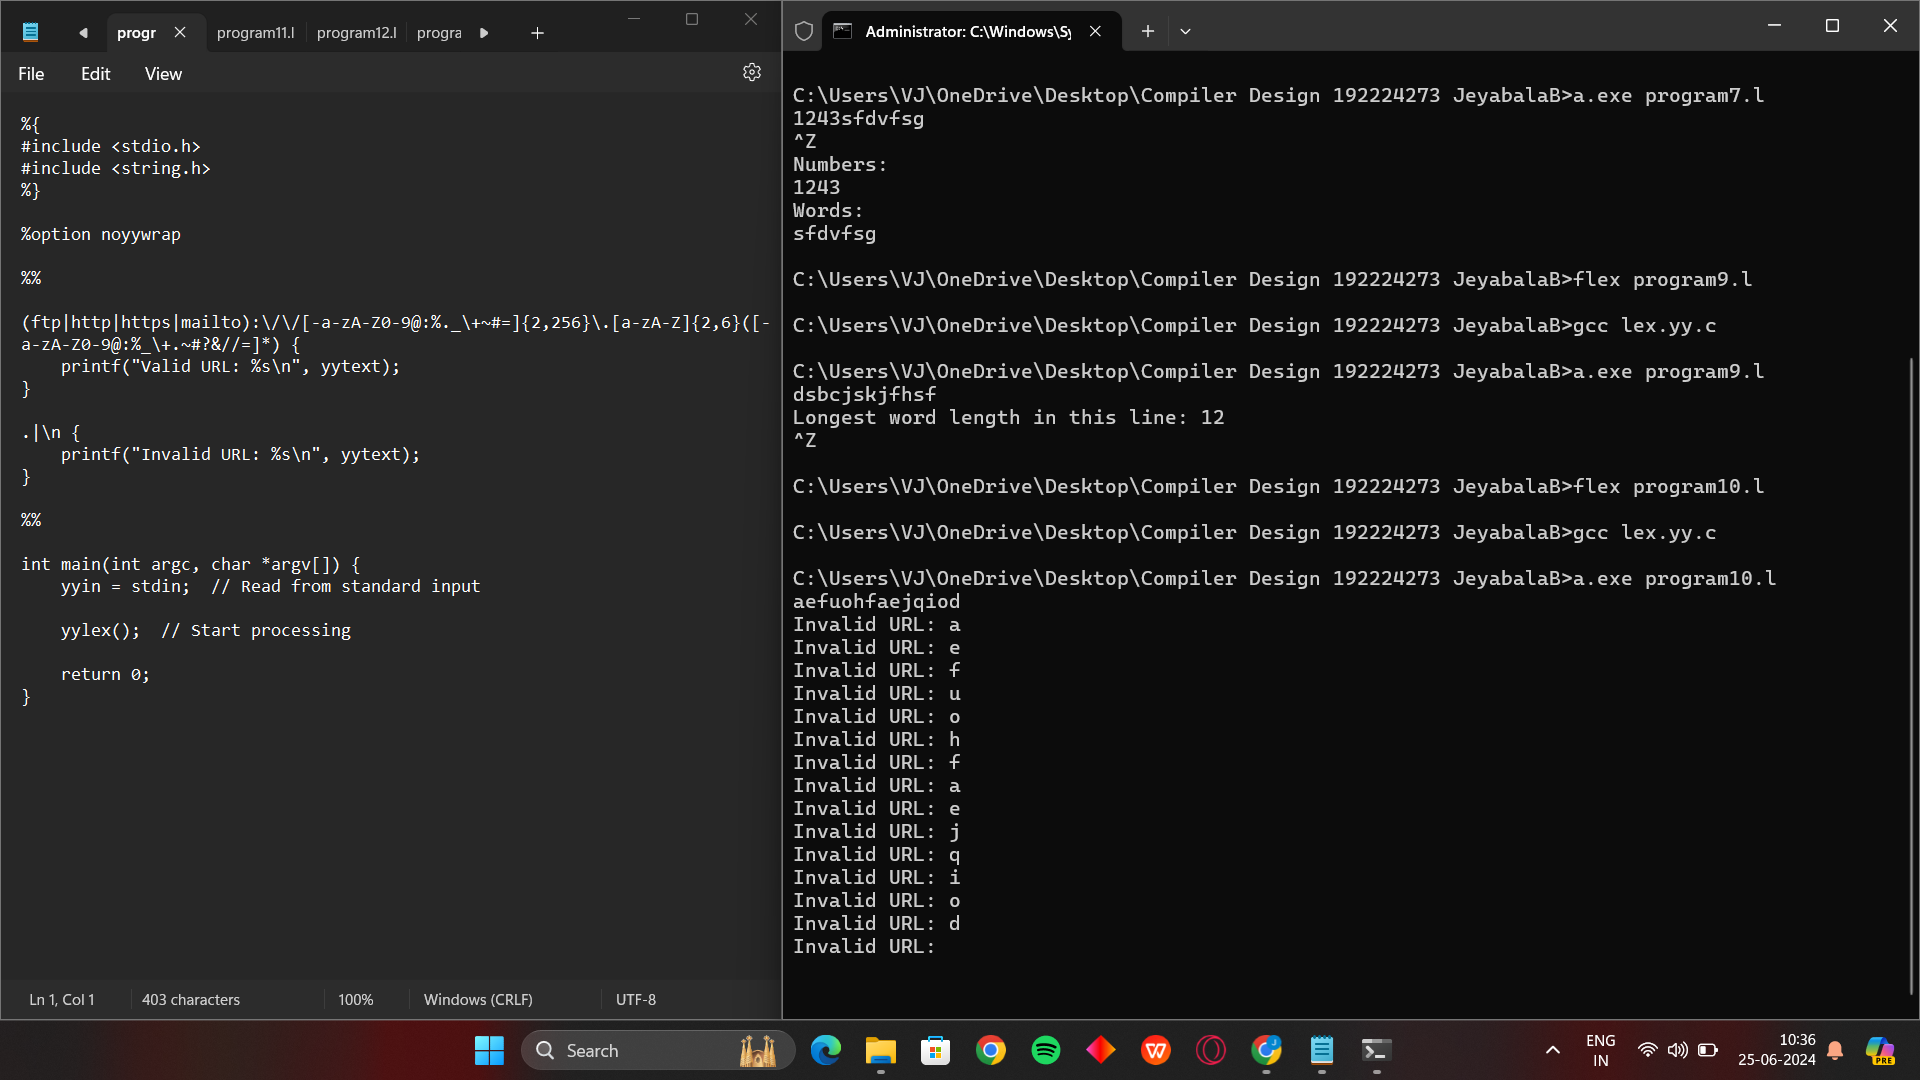 progr
program11.l
program12.l
progra
File
Edit
View
%{
#include <stdio.h>
#include <string.h>
%}
%option noyywrap
%%
(ftp|http|https|mailto):\/\/[-a-zA-Z0-9@:%._\+~#=]{2,256}\.[a-zA-Z]{2,6}([-
a-zA-Z0-9@:%_\+.~#?&//=]*) {
    printf("Valid URL: %s\n", yytext);
}
.|\n {
    printf("Invalid URL: %s\n", yytext);
}
%%
int main(int argc, char *argv[]) {
    yyin = stdin;  // Read from standard input
    yylex();  // Start processing
    return 0;
}
Ln 1, Col 1
403 characters
100%
Windows (CRLF)
UTF-8
Administrator: C:\Windows\Sy
C:\Users\VJ\OneDrive\Desktop\Compiler Design 192224273 JeyabalaB>a.exe program7.l
1243sfdvfsg
^Z
Numbers:
1243
Words:
sfdvfsg
C:\Users\VJ\OneDrive\Desktop\Compiler Design 192224273 JeyabalaB>flex program9.l
C:\Users\VJ\OneDrive\Desktop\Compiler Design 192224273 JeyabalaB>gcc lex.yy.c
C:\Users\VJ\OneDrive\Desktop\Compiler Design 192224273 JeyabalaB>a.exe program9.l
dsbcjskjfhsf
Longest word length in this line: 12
^Z
C:\Users\VJ\OneDrive\Desktop\Compiler Design 192224273 JeyabalaB>flex program10.l
C:\Users\VJ\OneDrive\Desktop\Compiler Design 192224273 JeyabalaB>gcc lex.yy.c
C:\Users\VJ\OneDrive\Desktop\Compiler Design 192224273 JeyabalaB>a.exe program10.l
aefuohfaejqiod
Invalid URL: a
Invalid URL: e
Invalid URL: f
Invalid URL: u
Invalid URL: o
Invalid URL: h
Invalid URL: f
Invalid URL: a
Invalid URL: e
Invalid URL: j
Invalid URL: q
Invalid URL: i
Invalid URL: o
Invalid URL: d
Invalid URL:
Search
ENG
IN
10:36
25-06-2024
PRE